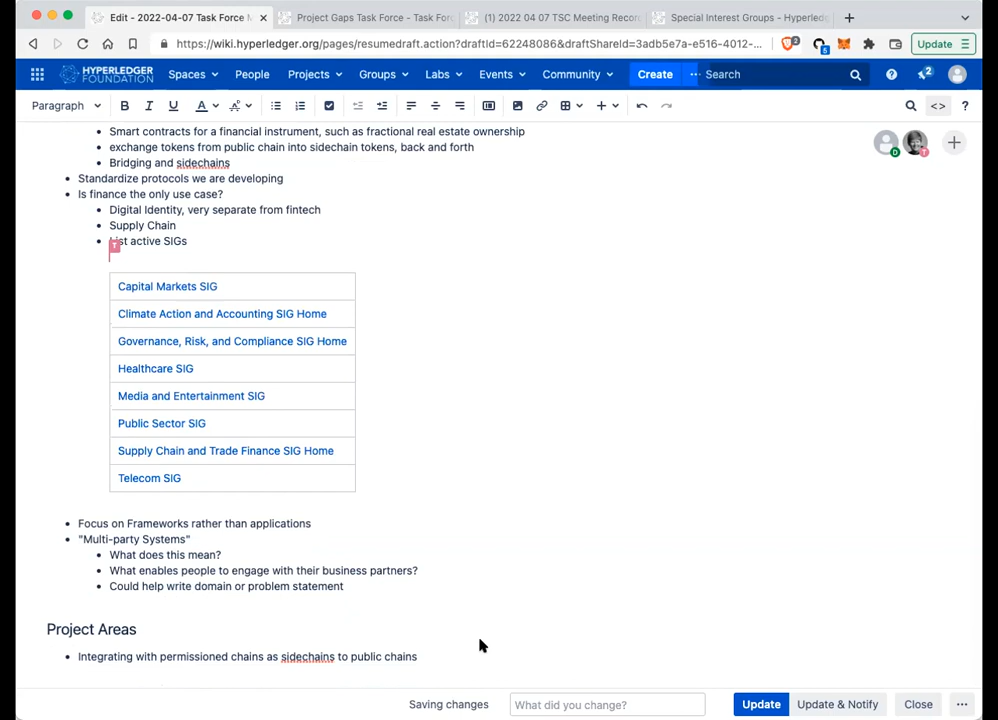 Edit - 2022-04-07 Task Force M
Project Gaps Task Force - Task For
(1) 2022 04 07 TSC Meeting Recor
Special Interest Groups - Hyperledg
https://wiki.hyperledger.org/pages/resumedraft.action?draftId=62248086&draftShareId=3adb5e7a-e516-4012-...
2
5
Update
HYPERLEDGER FOUNDATION
Spaces
People
Projects
Groups
Labs
Events
Community
Create
Search
2
Paragraph
B
I
U
A
<>
?
Smart contracts for a financial instrument, such as fractional real estate ownership
exchange tokens from public chain into sidechain tokens, back and forth
Bridging and sidechains
Standardize protocols we are developing
Is finance the only use case?
Digital Identity, very separate from fintech
Supply Chain
List active SIGs
T
D
T
Capital Markets SIG
Climate Action and Accounting SIG Home
Governance, Risk, and Compliance SIG Home
Healthcare SIG
Media and Entertainment SIG
Public Sector SIG
Supply Chain and Trade Finance SIG Home
Telecom SIG
Focus on Frameworks rather than applications
"Multi-party Systems"
What does this mean?
What enables people to engage with their business partners?
Could help write domain or problem statement
Project Areas
Integrating with permissioned chains as sidechains to public chains
Saving changes
What did you change?
Update
Update & Notify
Close